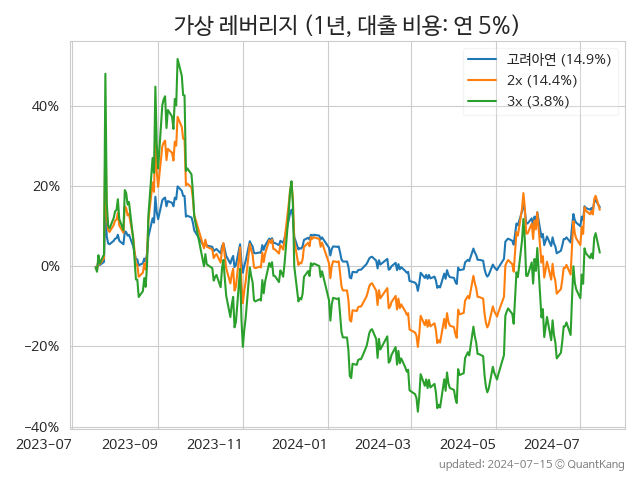 가상 레버리지 (1년, 대출 비용: 연 5%)
고려아연 (14.9%)
2x (14.4%)
3x (3.8%)
40%
20%
0%
−20%
−40%
2023-07 2023-09 2023-11 2024-01 2024-03 2024-05 2024-07
updated: 2024-07-15 © QuantKang